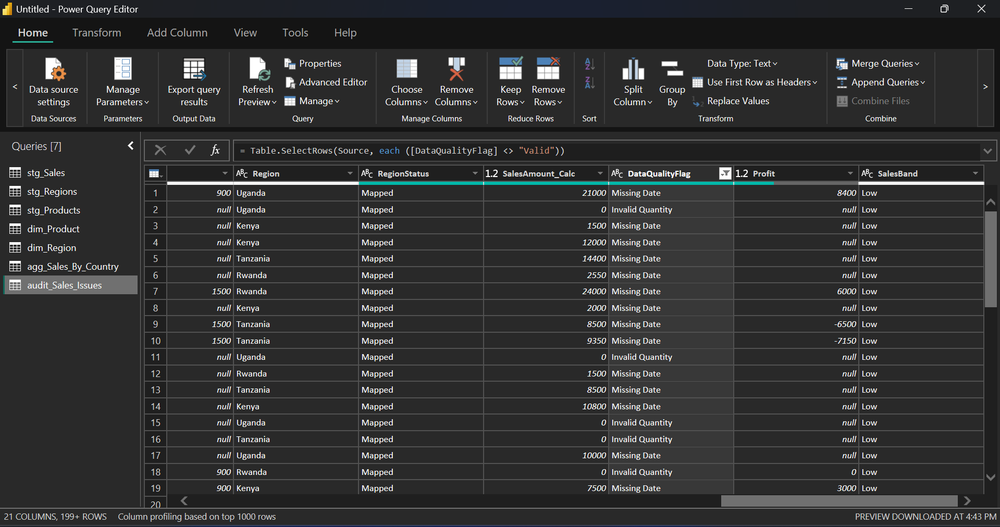 Untitled - Power Query Editor
Home Transform Add Column View Tools Help
Data source settings
Data Sources
Manage Parameters
Parameters
Export query results
Output Data
Refresh Preview
Properties
Advanced Editor
Manage
Query
Choose Columns
Remove Columns
Manage Columns
Keep Rows
Remove Rows
Reduce Rows
A Z
Z A
Sort
Split Column
Group By
Data Type: Text
Use First Row as Headers
1 2 Replace Values
Transform
Merge Queries
Append Queries
Combine Files
Combine
Queries [7]
stg_Sales
stg_Regions
stg_Products
dim_Product
dim_Region
agg_Sales_By_Country
audit_Sales_Issues
fx = Table.SelectRows(Source, each ([DataQualityFlag] <> "Valid"))
ABC Region ABC RegionStatus 1.2 SalesAmount_Calc ABC DataQualityFlag 1.2 Profit ABC SalesBand
1 900 Uganda Mapped 21000 Missing Date 8400 Low
2 null Uganda Mapped 0 Invalid Quantity null Low
3 null Kenya Mapped 1500 Missing Date null Low
4 null Kenya Mapped 12000 Missing Date null Low
5 null Tanzania Mapped 14400 Missing Date null Low
6 null Rwanda Mapped 2550 Missing Date null Low
7 1500 Rwanda Mapped 24000 Missing Date 6000 Low
8 null Kenya Mapped 2000 Missing Date null Low
9 1500 Tanzania Mapped 8500 Missing Date -6500 Low
10 1500 Tanzania Mapped 9350 Missing Date -7150 Low
11 null Uganda Mapped 0 Invalid Quantity null Low
12 null Rwanda Mapped 1500 Missing Date null Low
13 null Tanzania Mapped 8500 Missing Date null Low
14 null Kenya Mapped 10800 Missing Date null Low
15 null Uganda Mapped 0 Invalid Quantity null Low
16 null Tanzania Mapped 0 Invalid Quantity null Low
17 null Uganda Mapped 10000 Missing Date null Low
18 900 Rwanda Mapped 0 Invalid Quantity 0 Low
19 900 Kenya Mapped 7500 Missing Date 3000 Low
20
21 COLUMNS, 199+ ROWS Column profiling based on top 1000 rows
PREVIEW DOWNLOADED AT 4:43 PM